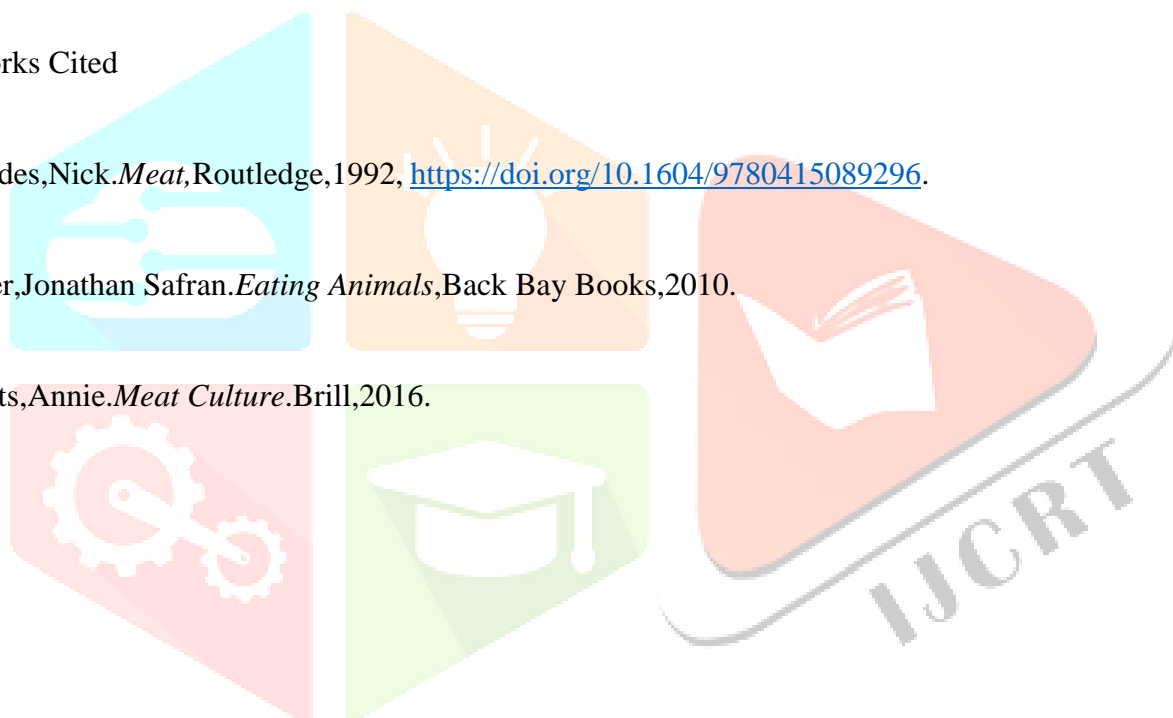 orks Cited
des,Nick.Meat,Routledge,1992, https://doi.org/10.1604/9780415089296.
er,Jonathan Safran.Eating Animals,Back Bay Books,2010.
ts,Annie.Meat Culture.Brill,2016.
IJCRT